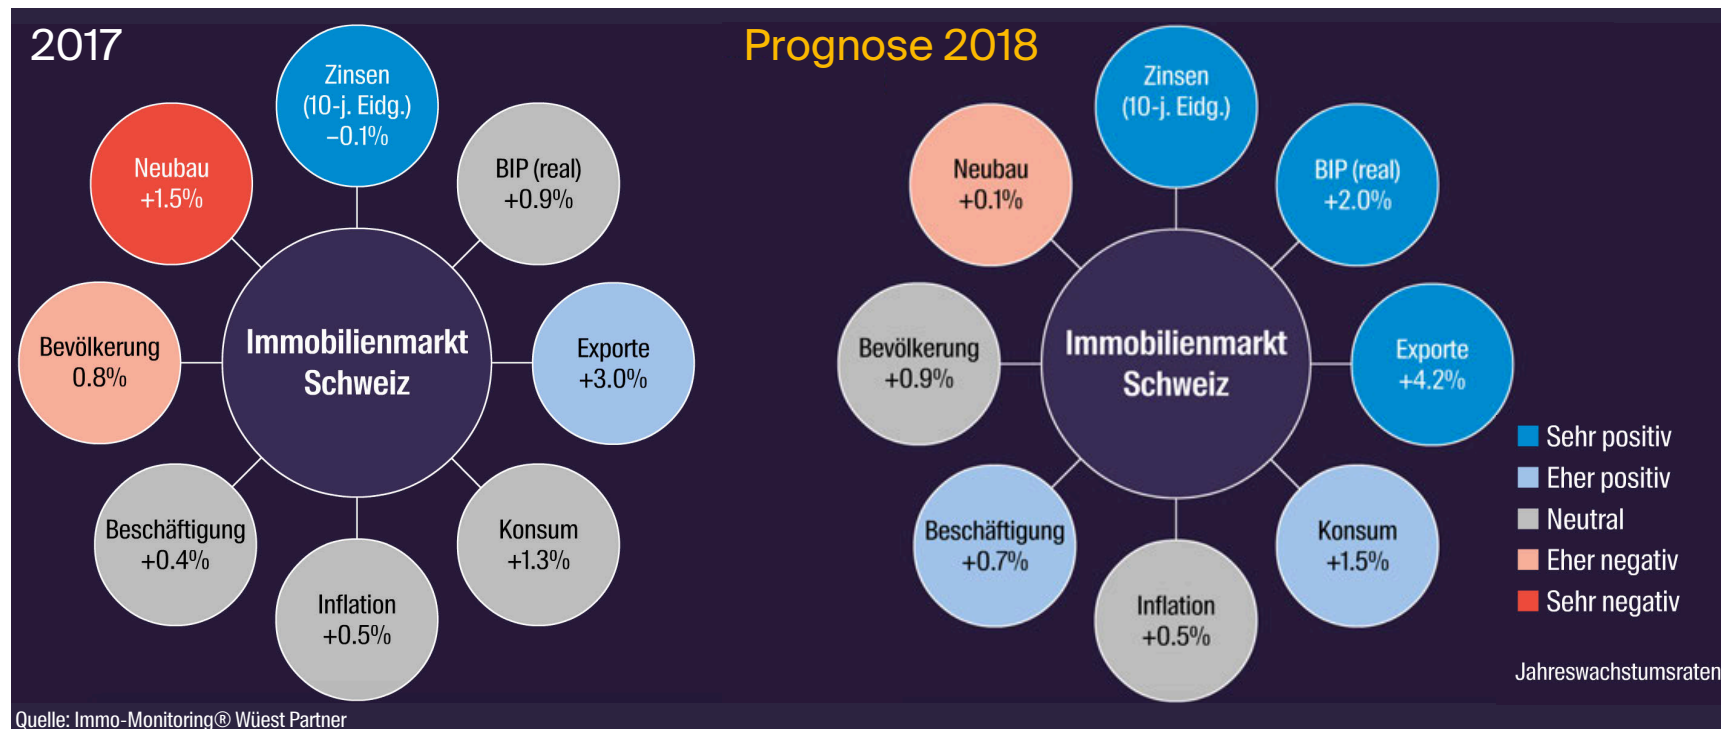 2017
Zinsen
(10-j. Eidg.)
–0.1%
BIP (real)
+0.9%
Exporte
+3.0%
Konsum
+1.3%
Inflation
+0.5%
Beschäftigung
+0.4%
Bevölkerung
0.8%
Neubau
+1.5%
Immobilienmarkt
Schweiz
Prognose 2018
Zinsen
(10-j. Eidg.)
BIP (real)
+2.0%
Exporte
+4.2%
Konsum
+1.5%
Inflation
+0.5%
Beschäftigung
+0.7%
Bevölkerung
+0.9%
Neubau
+0.1%
Immobilienmarkt
Schweiz
Sehr positiv
Eher positiv
Neutral
Eher negativ
Sehr negativ
Jahreswachstumsraten
Quelle: Immo-Monitoring® Wüest Partner